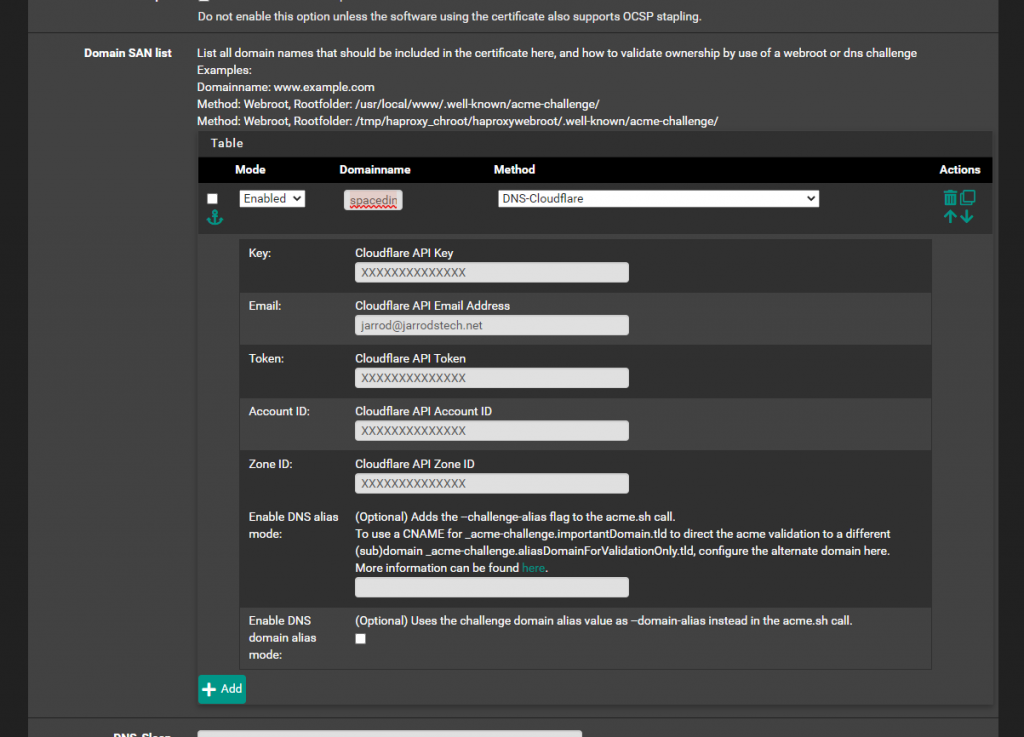 Do not enable this option unless the software using the certificate also supports OCSP stapling.
Domain SAN list
List all domain names that should be included in the certificate here, and how to validate ownership by use of a webroot or dns challenge
Examples:
Domainname: www.example.com
Method: Webroot, Rootfolder: /usr/local/www/.well-known/acme-challenge/
Method: Webroot, Rootfolder: /tmp/haproxy_chroot/haproxywebroot/.well-known/acme-challenge/
Table
Mode Domainname Method Actions
Enabled spacedin DNS-Cloudflare
Key: Cloudflare API Key
XXXXXXXXXXXXXX
Email: Cloudflare API Email Address
jarrod@jarrodstech.net
Token: Cloudflare API Token
XXXXXXXXXXXXXX
Account ID: Cloudflare API Account ID
XXXXXXXXXXXXXX
Zone ID: Cloudflare API Zone ID
XXXXXXXXXXXXXX
Enable DNS alias mode:
(Optional) Adds the --challenge-alias flag to the acme.sh call.
To use a CNAME for _acme-challenge.importantDomain.tld to direct the acme validation to a different
(sub)domain _acme-challenge.aliasDomainForValidationOnly.tld, configure the alternate domain here.
More information can be found here.
Enable DNS domain alias mode:
(Optional) Uses the challenge domain alias value as --domain-alias instead in the acme.sh call.
Add
DNS-Sleep